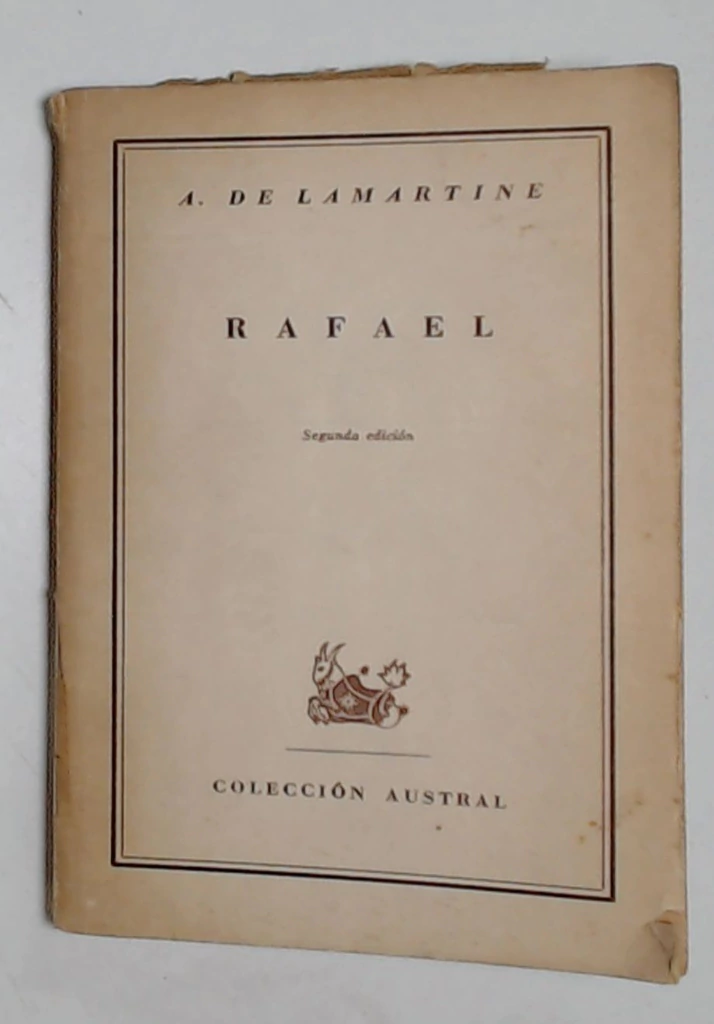 A. DE LAMARTINE
RAFAEL
Segunda edición
COLECCIÓN AUSTRAL